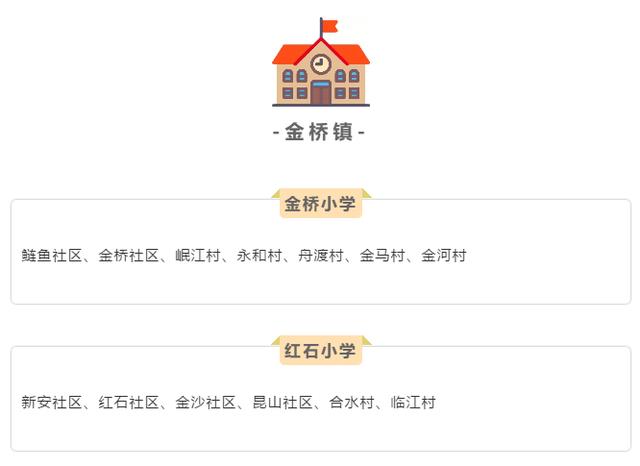 -金桥镇-
金桥小学
鲢鱼社区、金桥社区、岷江村、永和村、舟渡村、金马村、金河村
红石小学
新安社区、红石社区、金沙社区、昆山社区、合水村、临江村